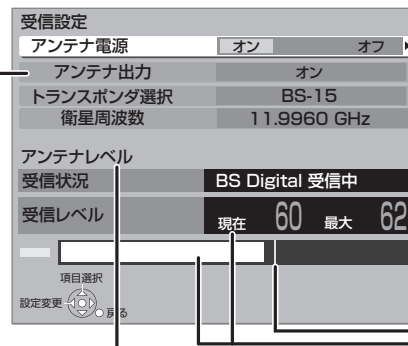 受信設定
アンテナ電源 オン オフ
アンテナ出力 オン
トランスポンダ選択 BS-15
衛星周波数 11.9960 GHz
アンテナレベル
受信状況 BS Digital 受信中
受信レベル 現在 60 最大 62
項目選択
設定変更
戻る